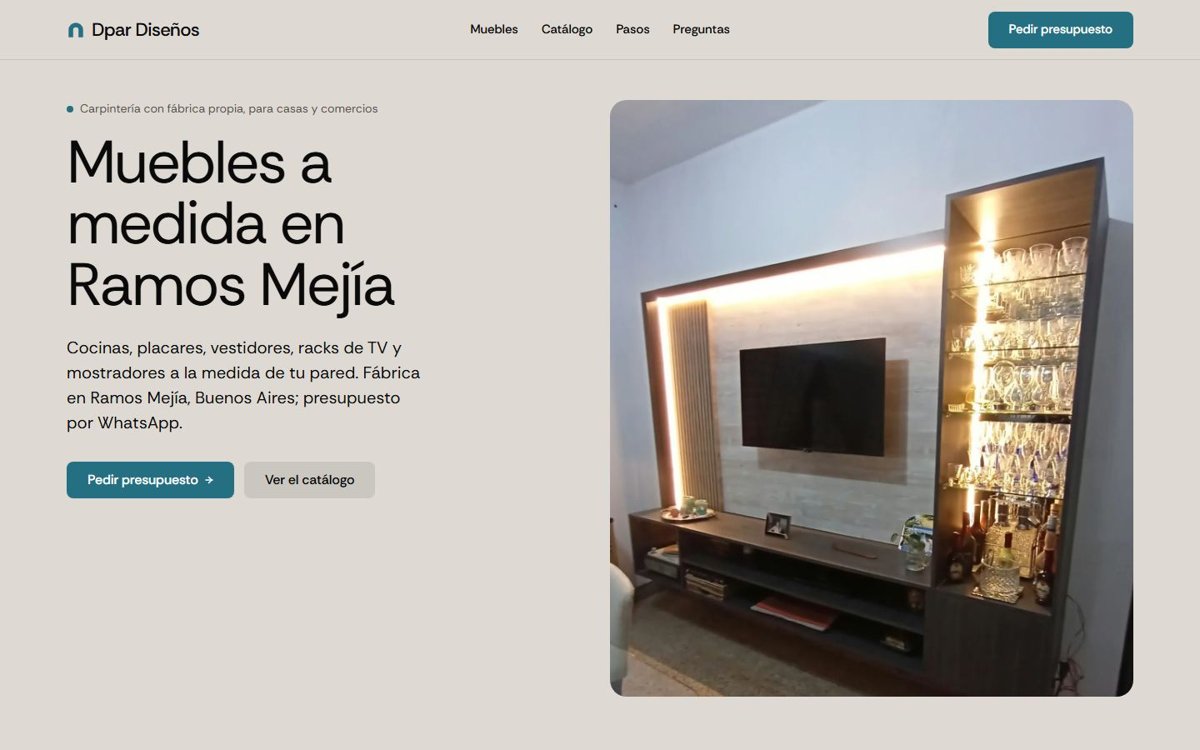 Dpar Diseños
Muebles
Catálogo
Pasos
Preguntas
Pedir presupuesto
Carpintería con fábrica propia, para casas y comercios
Muebles a
medida en
Ramos Mejía
Cocinas, placares, vestidores, racks de TV y
mostradores a la medida de tu pared. Fábrica
en Ramos Mejía, Buenos Aires; presupuesto
por WhatsApp.
Pedir presupuesto →
Ver el catálogo